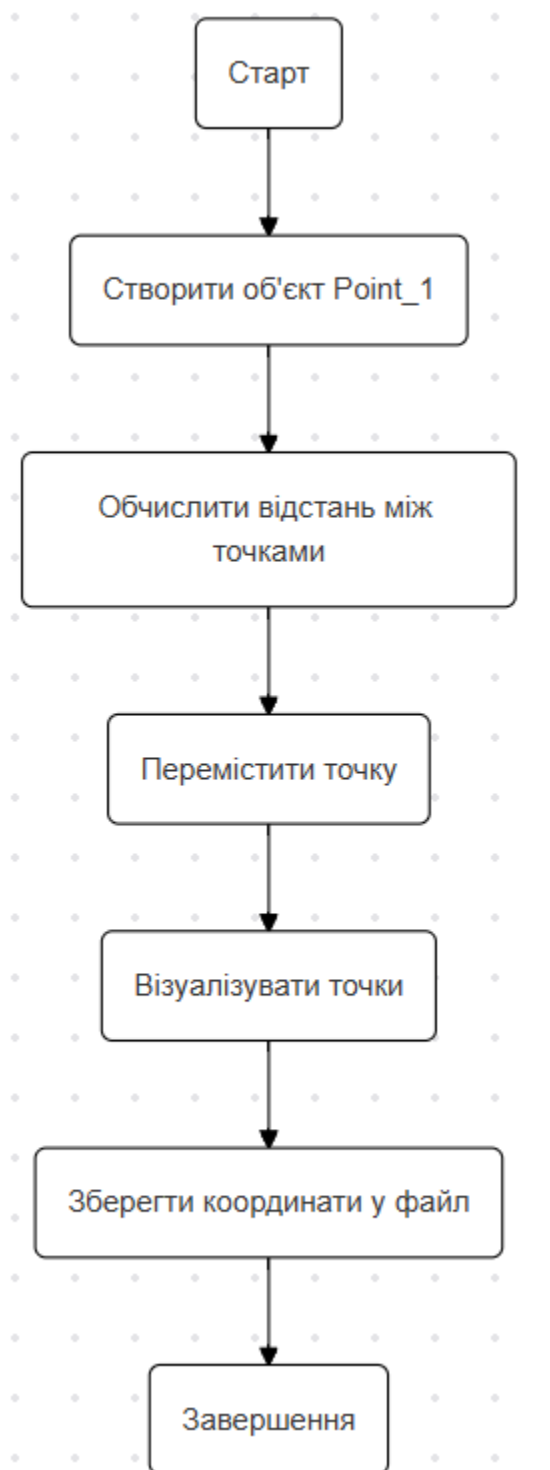 Старт
Створити об'єкт Point_1
Обчислити відстань між
точками
Перемістити точку
Візуалізувати точки
Зберегти координати у файл
Завершення